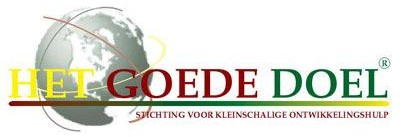 HET GOEDE DOEL®
STICHTING VOOR KLEINSCHALIGE ONTWIKKELINGSHULP